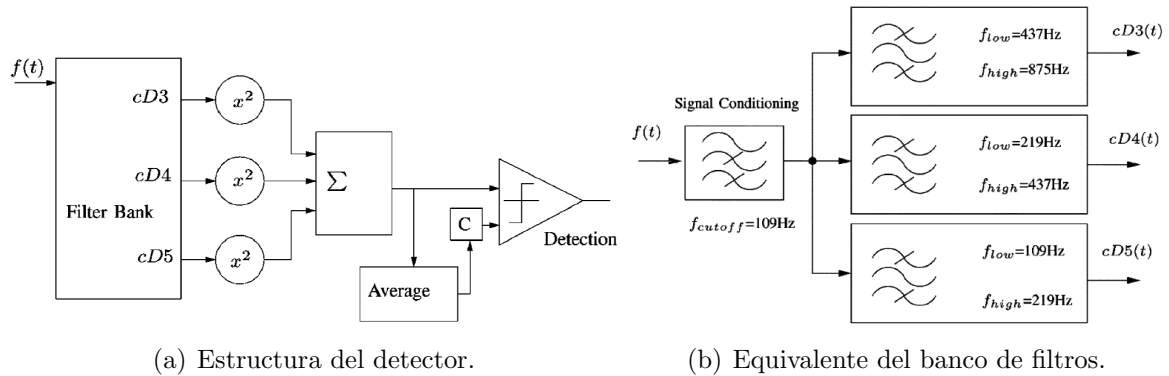 f(t)
cD3
x²
cD4
x²
Filter Bank
cD5
x²
Σ
C
Average
Detection
(a) Estructura del detector.
Signal Conditioning
f(t)
f_cutoff=109Hz
f_low=437Hz
f_high=875Hz
cD3(t)
f_low=219Hz
f_high=437Hz
cD4(t)
f_low=109Hz
f_high=219Hz
cD5(t)
(b) Equivalente del banco de filtros.